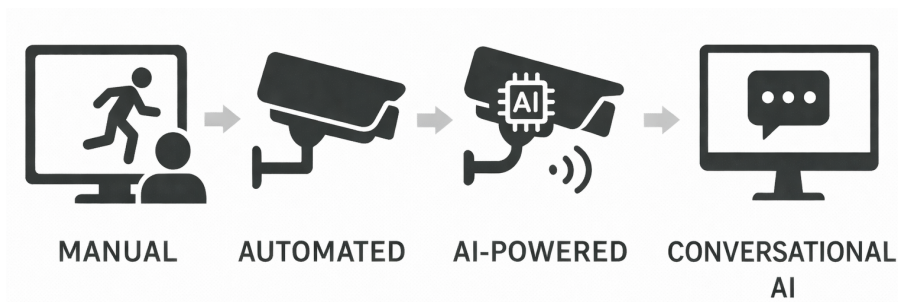 AI
MANUAL
AUTOMATED
AI-POWERED
CONVERSATIONAL
AI